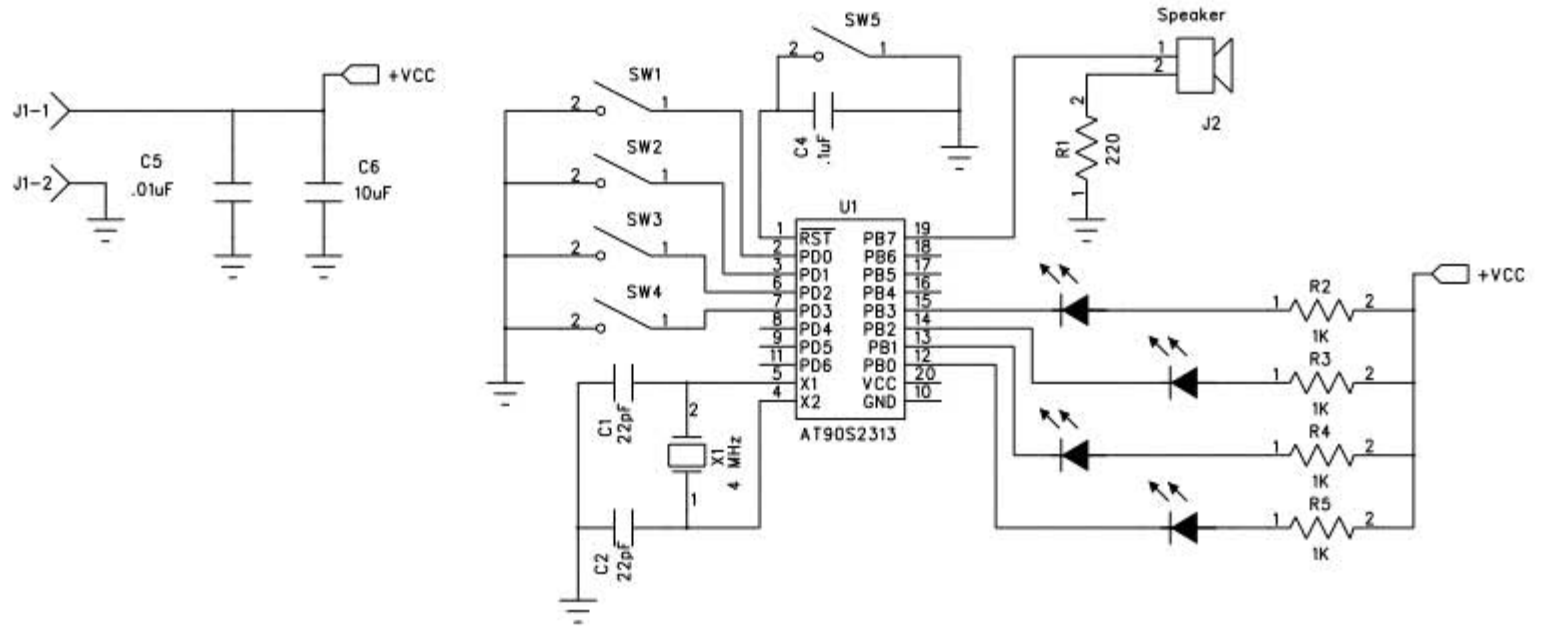 J1-1
J1-2
+VCC
C5
.01uF
C6
10uF
SW1
2 1
SW2
2 1
SW3
2 1
SW4
2 1
SW5
2 1
C4
.1uF
Speaker
1
2
J2
2
R1
220
1
U1
1 RST PB7 19
2 PD0 PB6 18
3 PD1 PB5 17
6 PD2 PB4 16
7 PD3 PB3 15
8 PD4 PB2 14
9 PD5 PB1 13
11 PD6 PB0 12
5 X1 VCC 20
4 X2 GND 10
AT90S2313
C1
22pF
2
X1
4 MHz
1
C2
22pF
+VCC
R2
1 2
1K
R3
1 2
1K
R4
1 2
1K
R5
1 2
1K